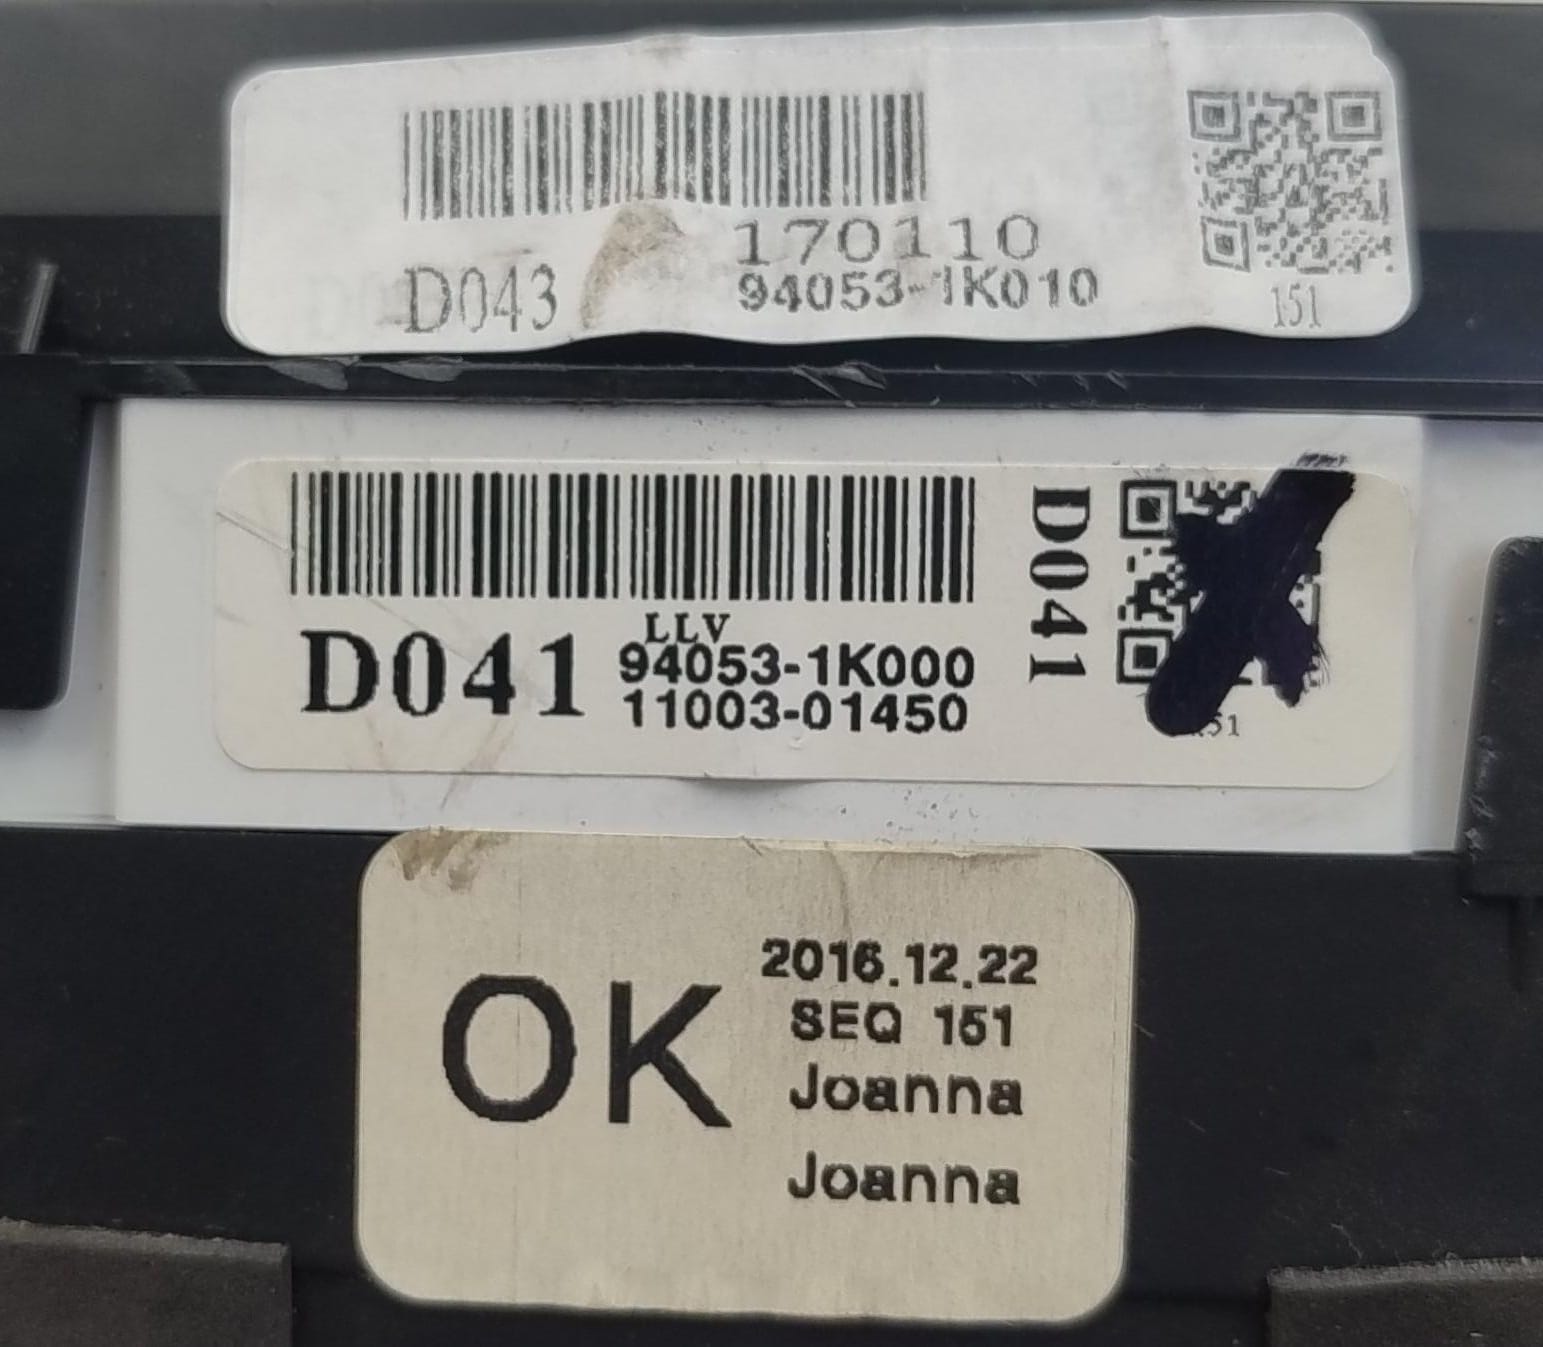 170110
D043 94053-1K010
151
LLV
D041 94053-1K000
11003-01450
D041
51
OK
2016.12.22
SEQ 151
Joanna
Joanna